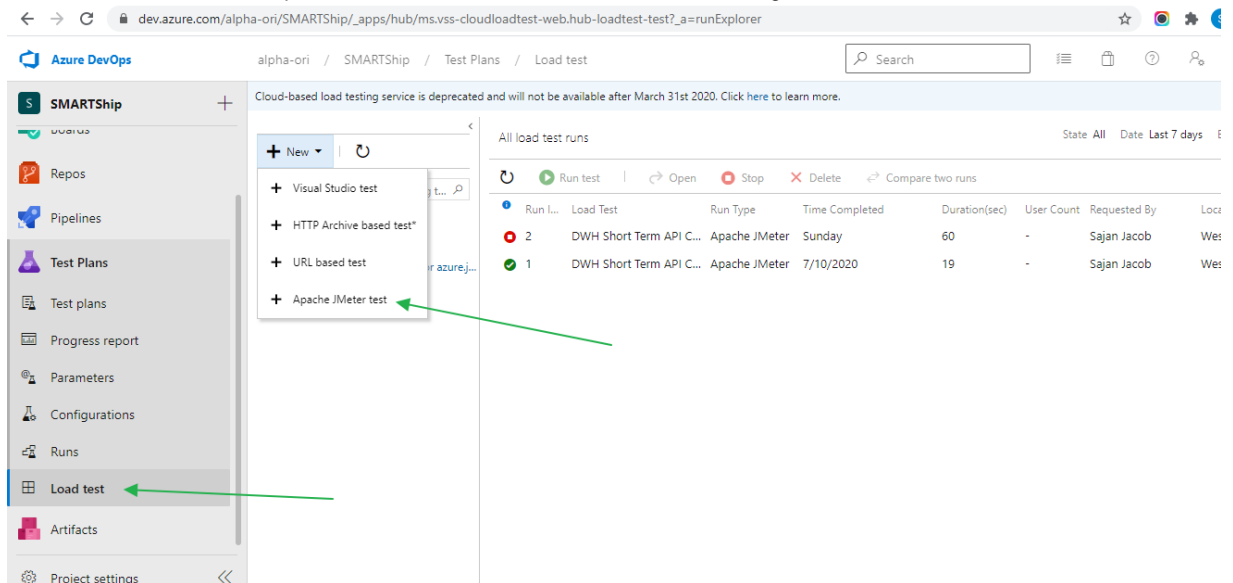 dev.azure.com/alpha-ori/SMARTShip/_apps/hub/ms.vss-cloudloadtest-web.hub-loadtest-test?_a=runExplorer
Azure DevOps
alpha-ori / SMARTShip / Test Plans / Load test
Search
S SMARTShip
Cloud-based load testing service is deprecated and will not be available after March 31st 2020. Click here to learn more.
Boards
Repos
Pipelines
Test Plans
Test plans
Progress report
Parameters
Configurations
Runs
Load test
Artifacts
Project settings
New
Visual Studio test
HTTP Archive based test*
URL based test
Apache JMeter test
t...
r azure.j...
All load test runs
State All Date Last 7 days
Run test Open Stop Delete Compare two runs
Run I... Load Test Run Type Time Completed Duration(sec) User Count Requested By Loca
2 DWH Short Term API C... Apache JMeter Sunday 60 - Sajan Jacob Wes
1 DWH Short Term API C... Apache JMeter 7/10/2020 19 - Sajan Jacob Wes